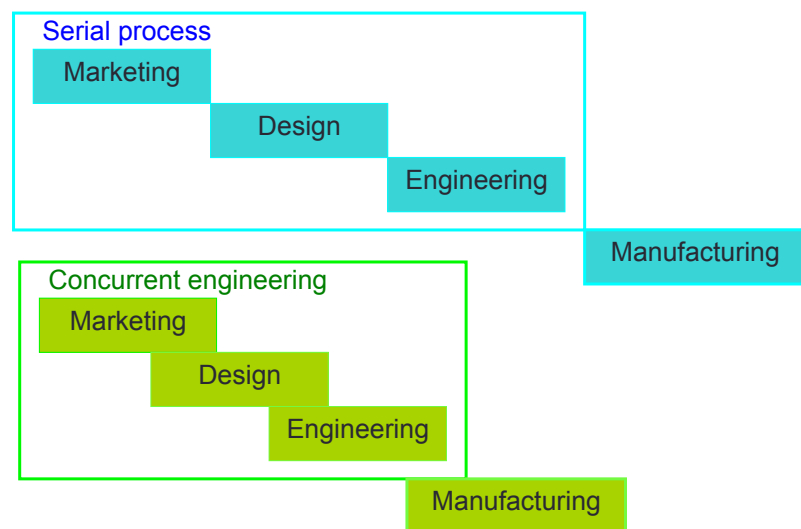 Serial process
Marketing
Design
Engineering
Manufacturing
Concurrent engineering
Marketing
Design
Engineering
Manufacturing